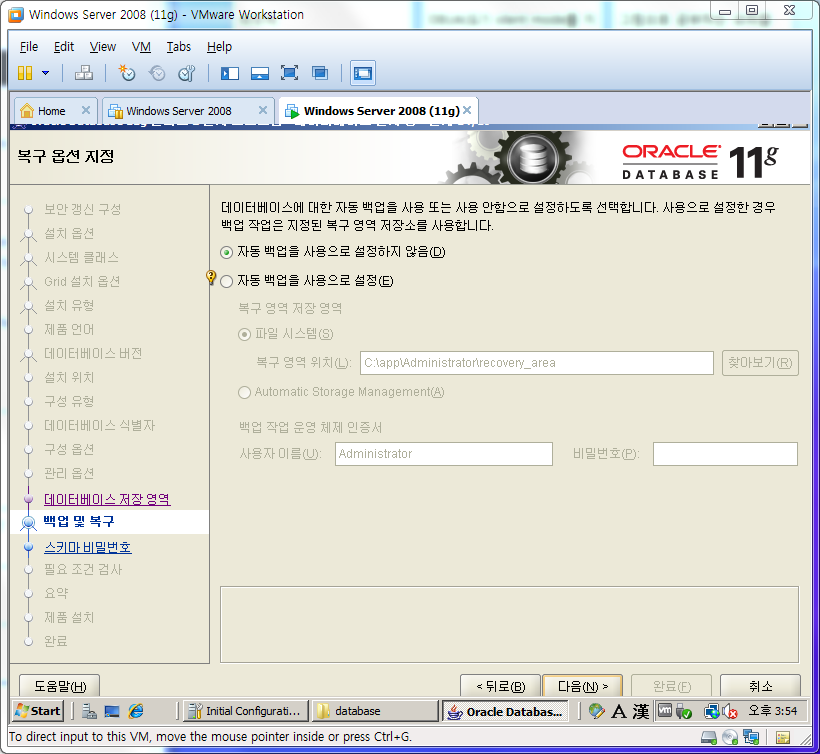 Windows Server 2008 (11g) - VMware Workstation
File Edit View VM Tabs Help
Home Windows Server 2008 Windows Server 2008 (11g)
복구 옵션 지정
ORACLE 11g
DATABASE
보안 갱신 구성
설치 옵션
시스템 클래스
Grid 설치 옵션
설치 유형
제품 언어
데이터베이스 버전
설치 위치
구성 유형
데이터베이스 식별자
구성 옵션
관리 옵션
데이터베이스 저장 영역
백업 및 복구
스키마 비밀번호
필요 조건 검사
요약
제품 설치
완료
데이터베이스에 대한 자동 백업을 사용 또는 사용 안함으로 설정하도록 선택합니다. 사용으로 설정한 경우
백업 작업은 지정된 복구 영역 저장소를 사용합니다.
자동 백업을 사용으로 설정하지 않음(D)
자동 백업을 사용으로 설정(E)
복구 영역 저장 영역
파일 시스템(S)
복구 영역 위치(L): C:\app\Administrator\recovery_area 찾아보기(R)
Automatic Storage Management(A)
백업 작업 운영 체제 인증서
사용자 이름(U): Administrator 비밀번호(P):
도움말(H) < 뒤로(B) 다음(N) > 완료(F) 취소
Start Initial Configurati... database Oracle Databas... A 漢 vm 오후 3:54
To direct input to this VM, move the mouse pointer inside or press Ctrl+G.